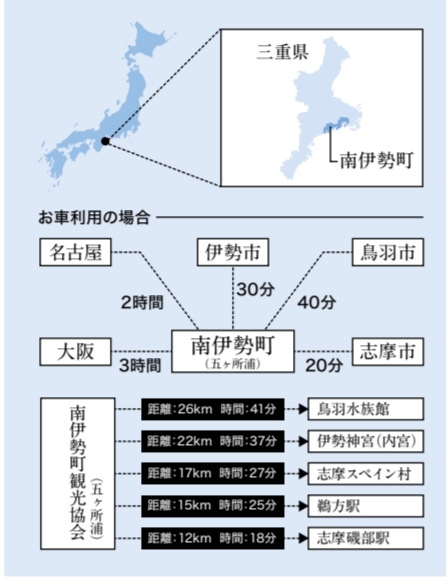 三重県
南伊勢町
お車利用の場合
名古屋
伊勢市
鳥羽市
2時間
30分
40分
大阪
3時間
南伊勢町
(五ヶ所浦)
20分
志摩市
南伊勢町観光協会
(五ヶ所浦)
距離:26km 時間:41分
鳥羽水族館
距離:22km 時間:37分
伊勢神宮(内宮)
距離:17km 時間:27分
志摩スペイン村
距離:15km 時間:25分
鵜方駅
距離:12km 時間:18分
志摩磯部駅